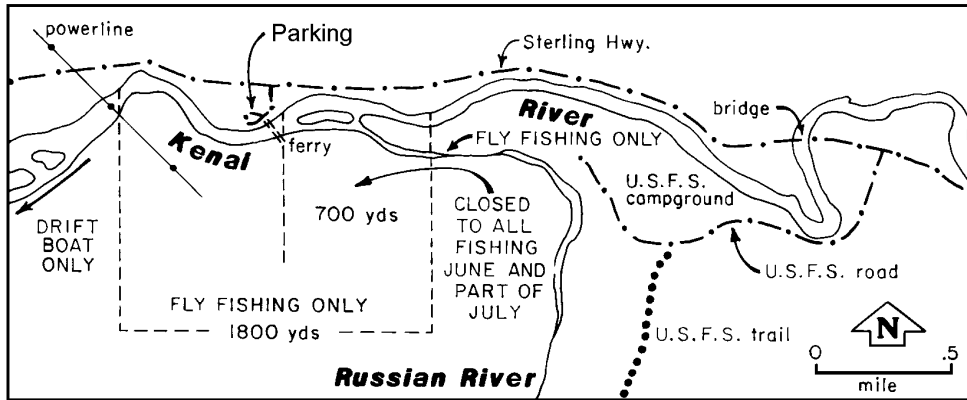 powerline
Parking
Sterling Hwy.
bridge
River
Kenai
ferry
FLY FISHING ONLY
U.S.F.S.
campground
700 yds
CLOSED
TO ALL
FISHING
JUNE AND
PART OF
JULY
DRIFT
BOAT
ONLY
U.S.F.S. road
FLY FISHING ONLY
1800 yds
N
U.S.F.S. trail
0 .5
mile
Russian River